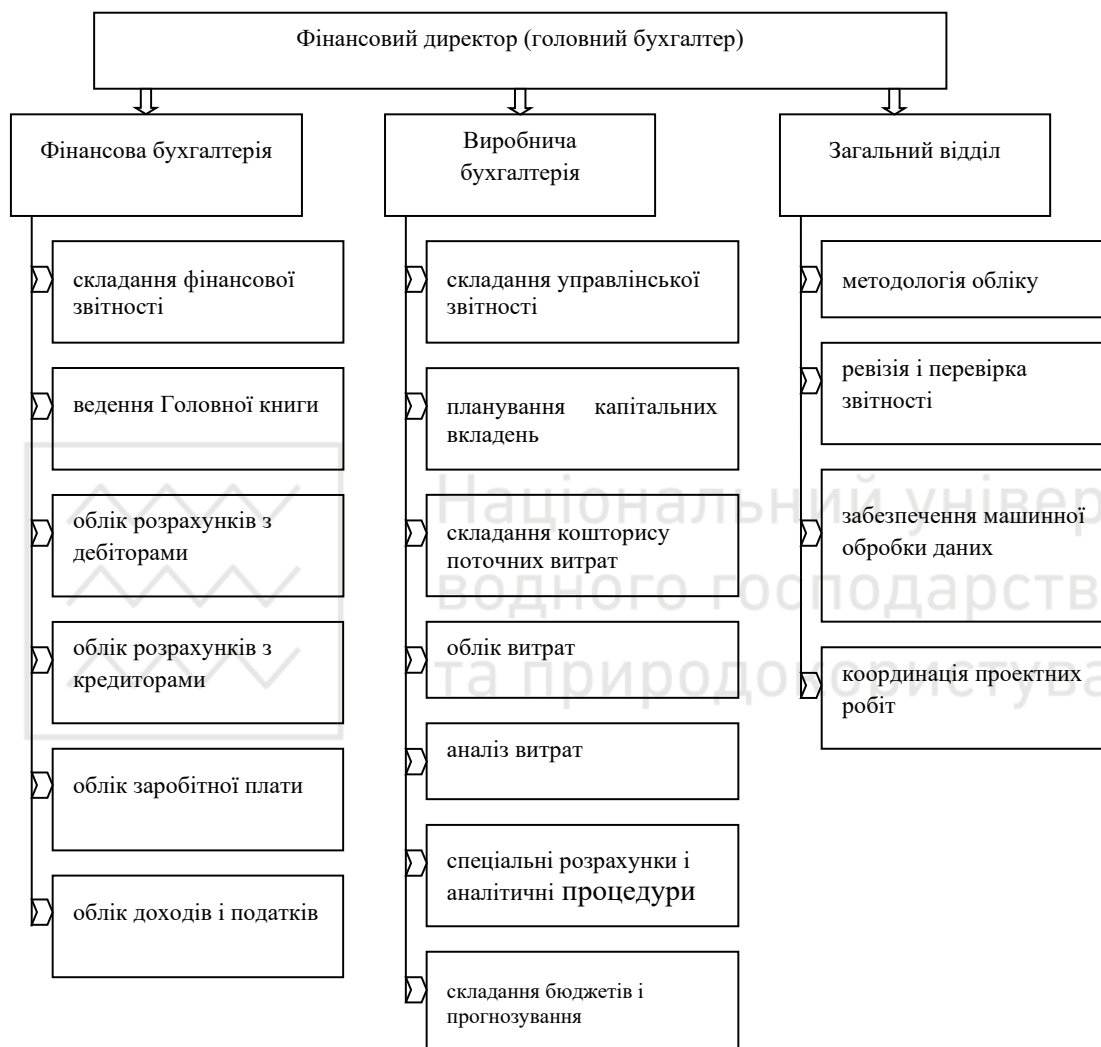 Фінансовий директор (головний бухгалтер)
Фінансова бухгалтерія
складання фінансової
звітності
ведення Головної книги
облік розрахунків з
дебіторами
облік розрахунків з
кредиторами
облік заробітної плати
облік доходів і податків
Виробнича
бухгалтерія
складання управлінської
звітності
планування капітальних
вкладень
складання кошторису
поточних витрат
облік витрат
аналіз витрат
спеціальні розрахунки і
аналітичні процедури
складання бюджетів і
прогнозування
Загальний відділ
методологія обліку
ревізія і перевірка
звітності
забезпечення машинної
обробки даних
координація проектних
робіт
Національний універ
водного господарств
та природокористува